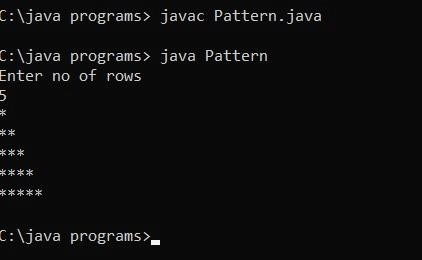 C:\java programs> javac Pattern.java
C:\java programs> java Pattern
Enter no of rows
5
*
**
***
****
*****
C:\java programs>